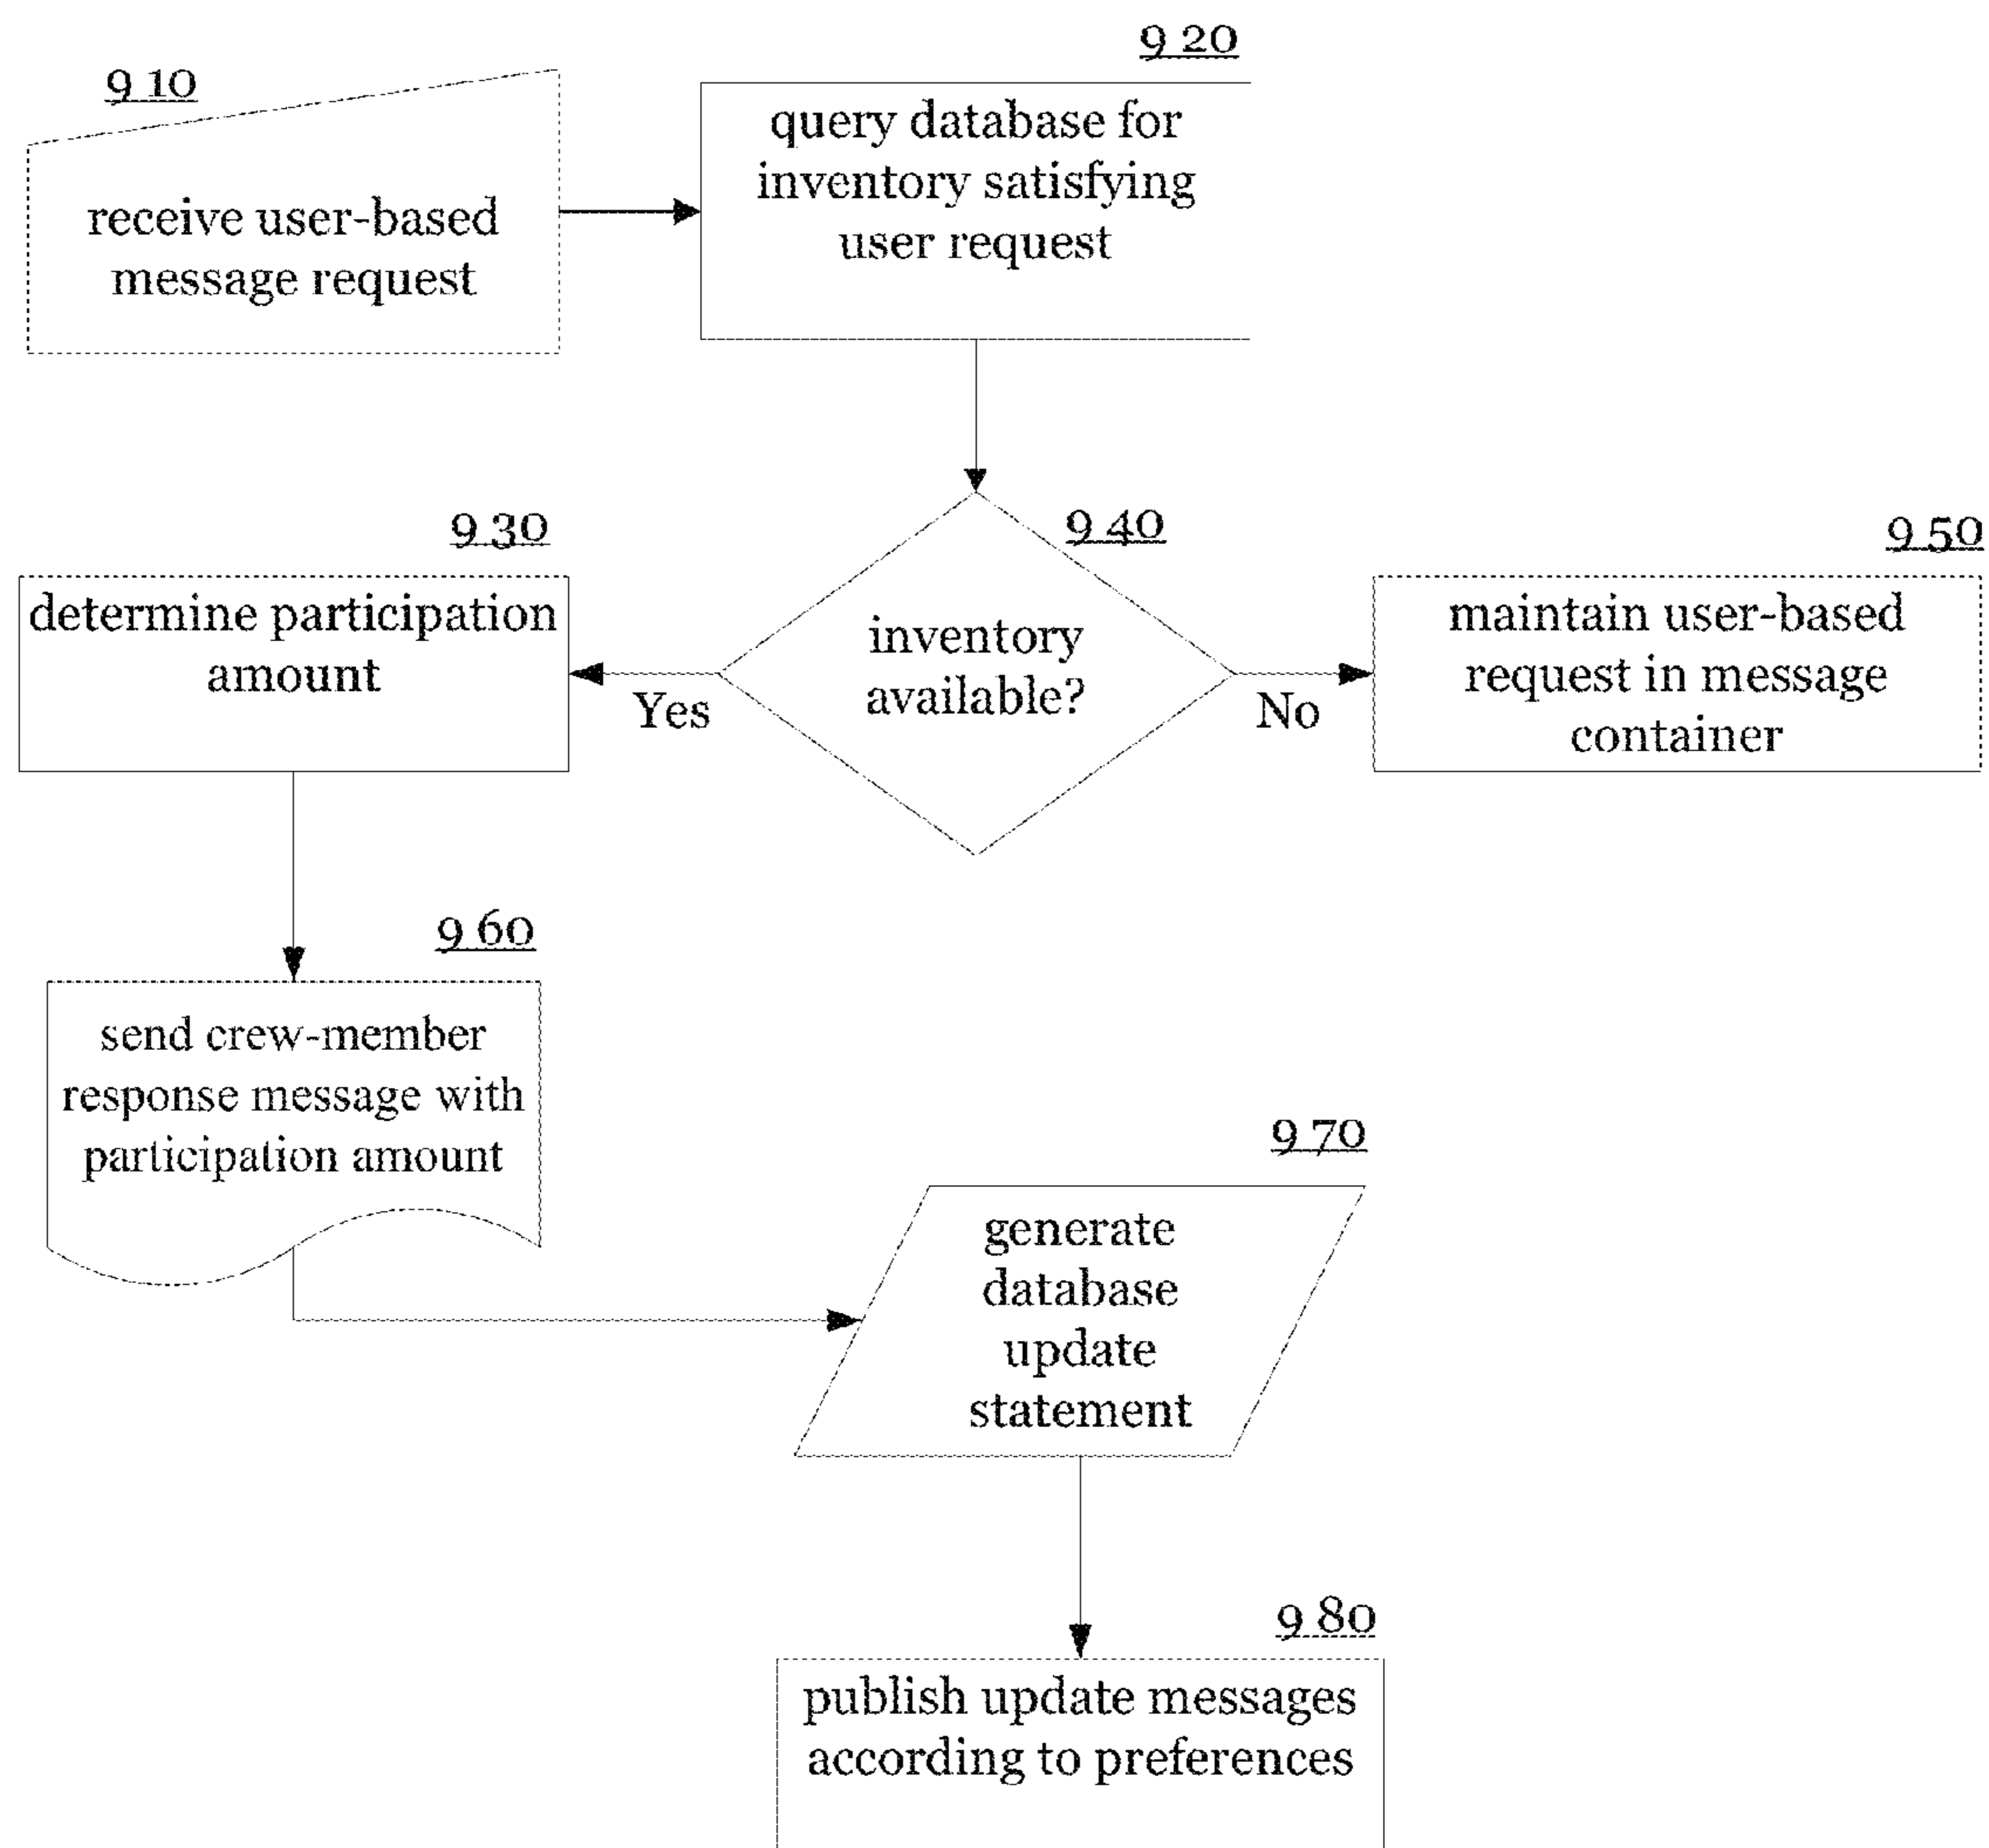 9 10
receive user-based
message request
9 20
query database for
inventory satisfying
user request
9 30
determine participation
amount
Yes
9 40
inventory
available?
No
9 50
maintain user-based
request in message
container
9 60
send crew-member
response message with
participation amount
9 70
generate
database
update
statement
9 80
publish update messages
according to preferences